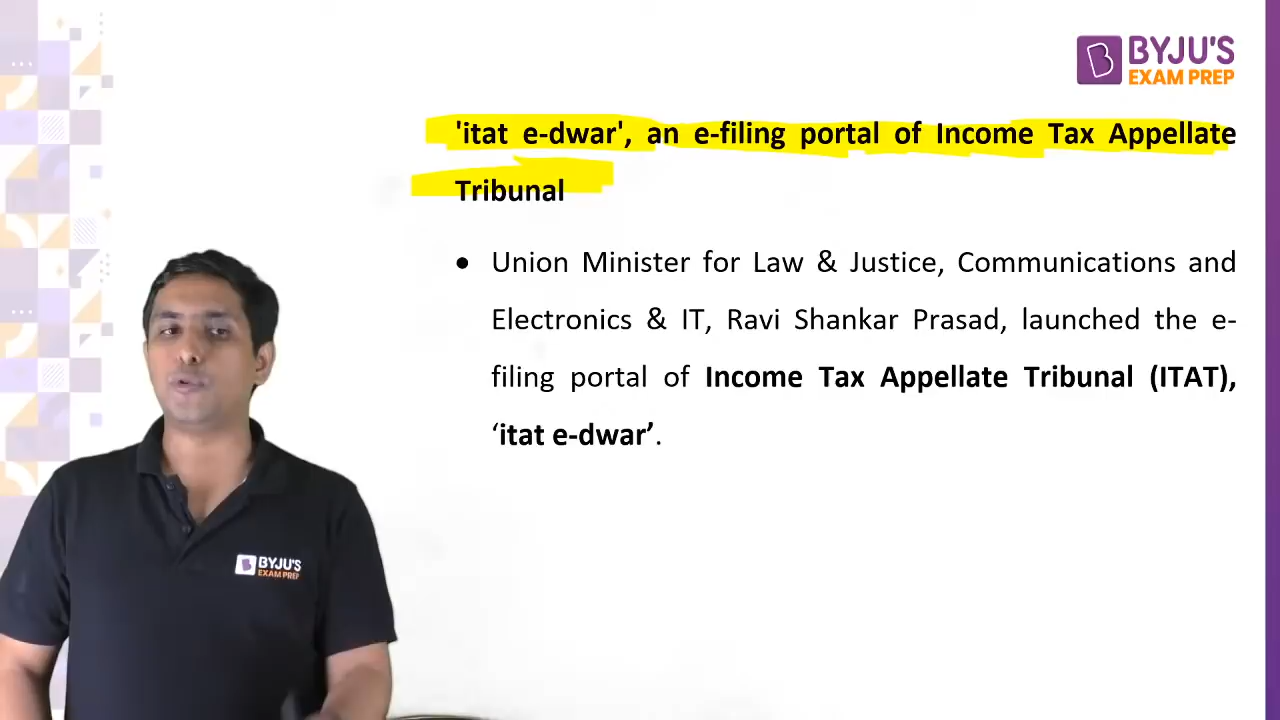 BYJU'S
EXAM PREP
'itat e-dwar', an e-filing portal of Income Tax Appellate
Tribunal
• Union Minister for Law & Justice, Communications and
Electronics & IT, Ravi Shankar Prasad, launched the e-
filing portal of Income Tax Appellate Tribunal (ITAT),
‘itat e-dwar’.
BYJU'S
EXAM PREP